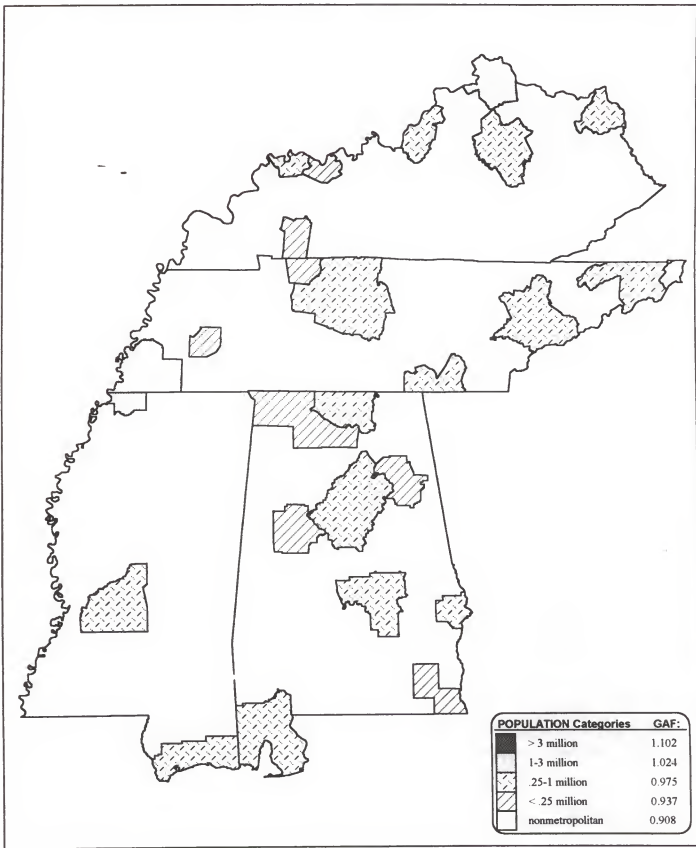 POPULATION Categories GAF:
> 3 million 1.102
1-3 million 1.024
.25-1 million 0.975
< .25 million 0.937
nonmetropolitan 0.908